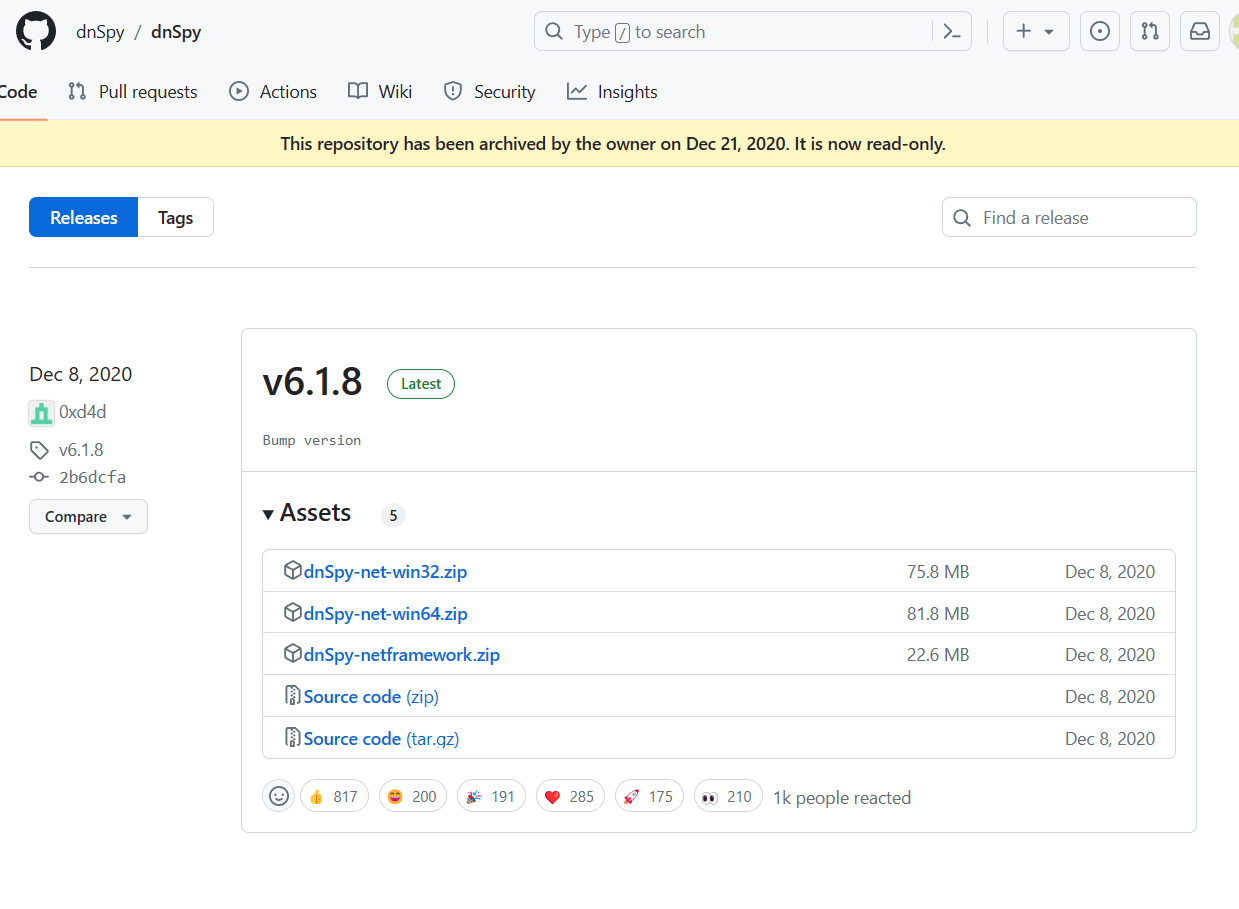 dnSpy / dnSpy Type / to search
Code Pull requests Actions Wiki Security Insights
This repository has been archived by the owner on Dec 21, 2020. It is now read-only.
Releases Tags Find a release
Dec 8, 2020
0xd4d
v6.1.8
2b6dcfa
Compare
v6.1.8 Latest
Bump version
Assets 5
dnSpy-net-win32.zip 75.8 MB Dec 8, 2020
dnSpy-net-win64.zip 81.8 MB Dec 8, 2020
dnSpy-netframework.zip 22.6 MB Dec 8, 2020
Source code (zip) Dec 8, 2020
Source code (tar.gz) Dec 8, 2020
817 200 191 285 175 210 1k people reacted